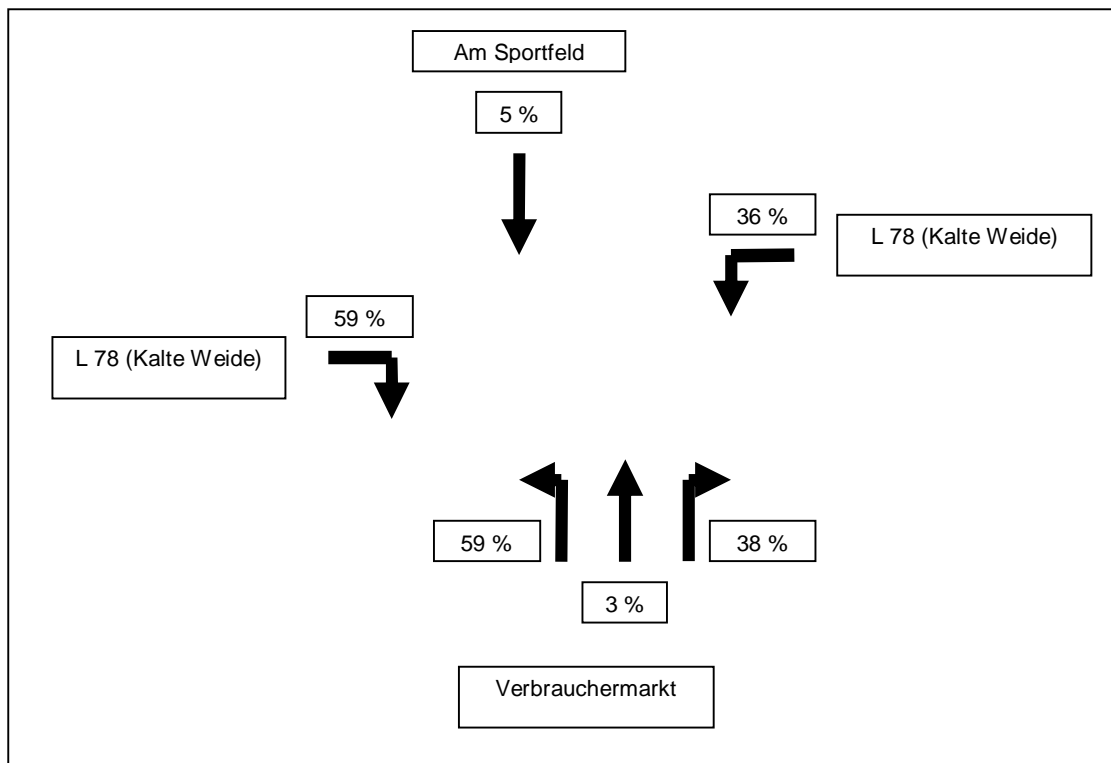 Am Sportfeld
5 %
36 %
L 78 (Kalte Weide)
59 %
L 78 (Kalte Weide)
59 %
38 %
3 %
Verbrauchermarkt